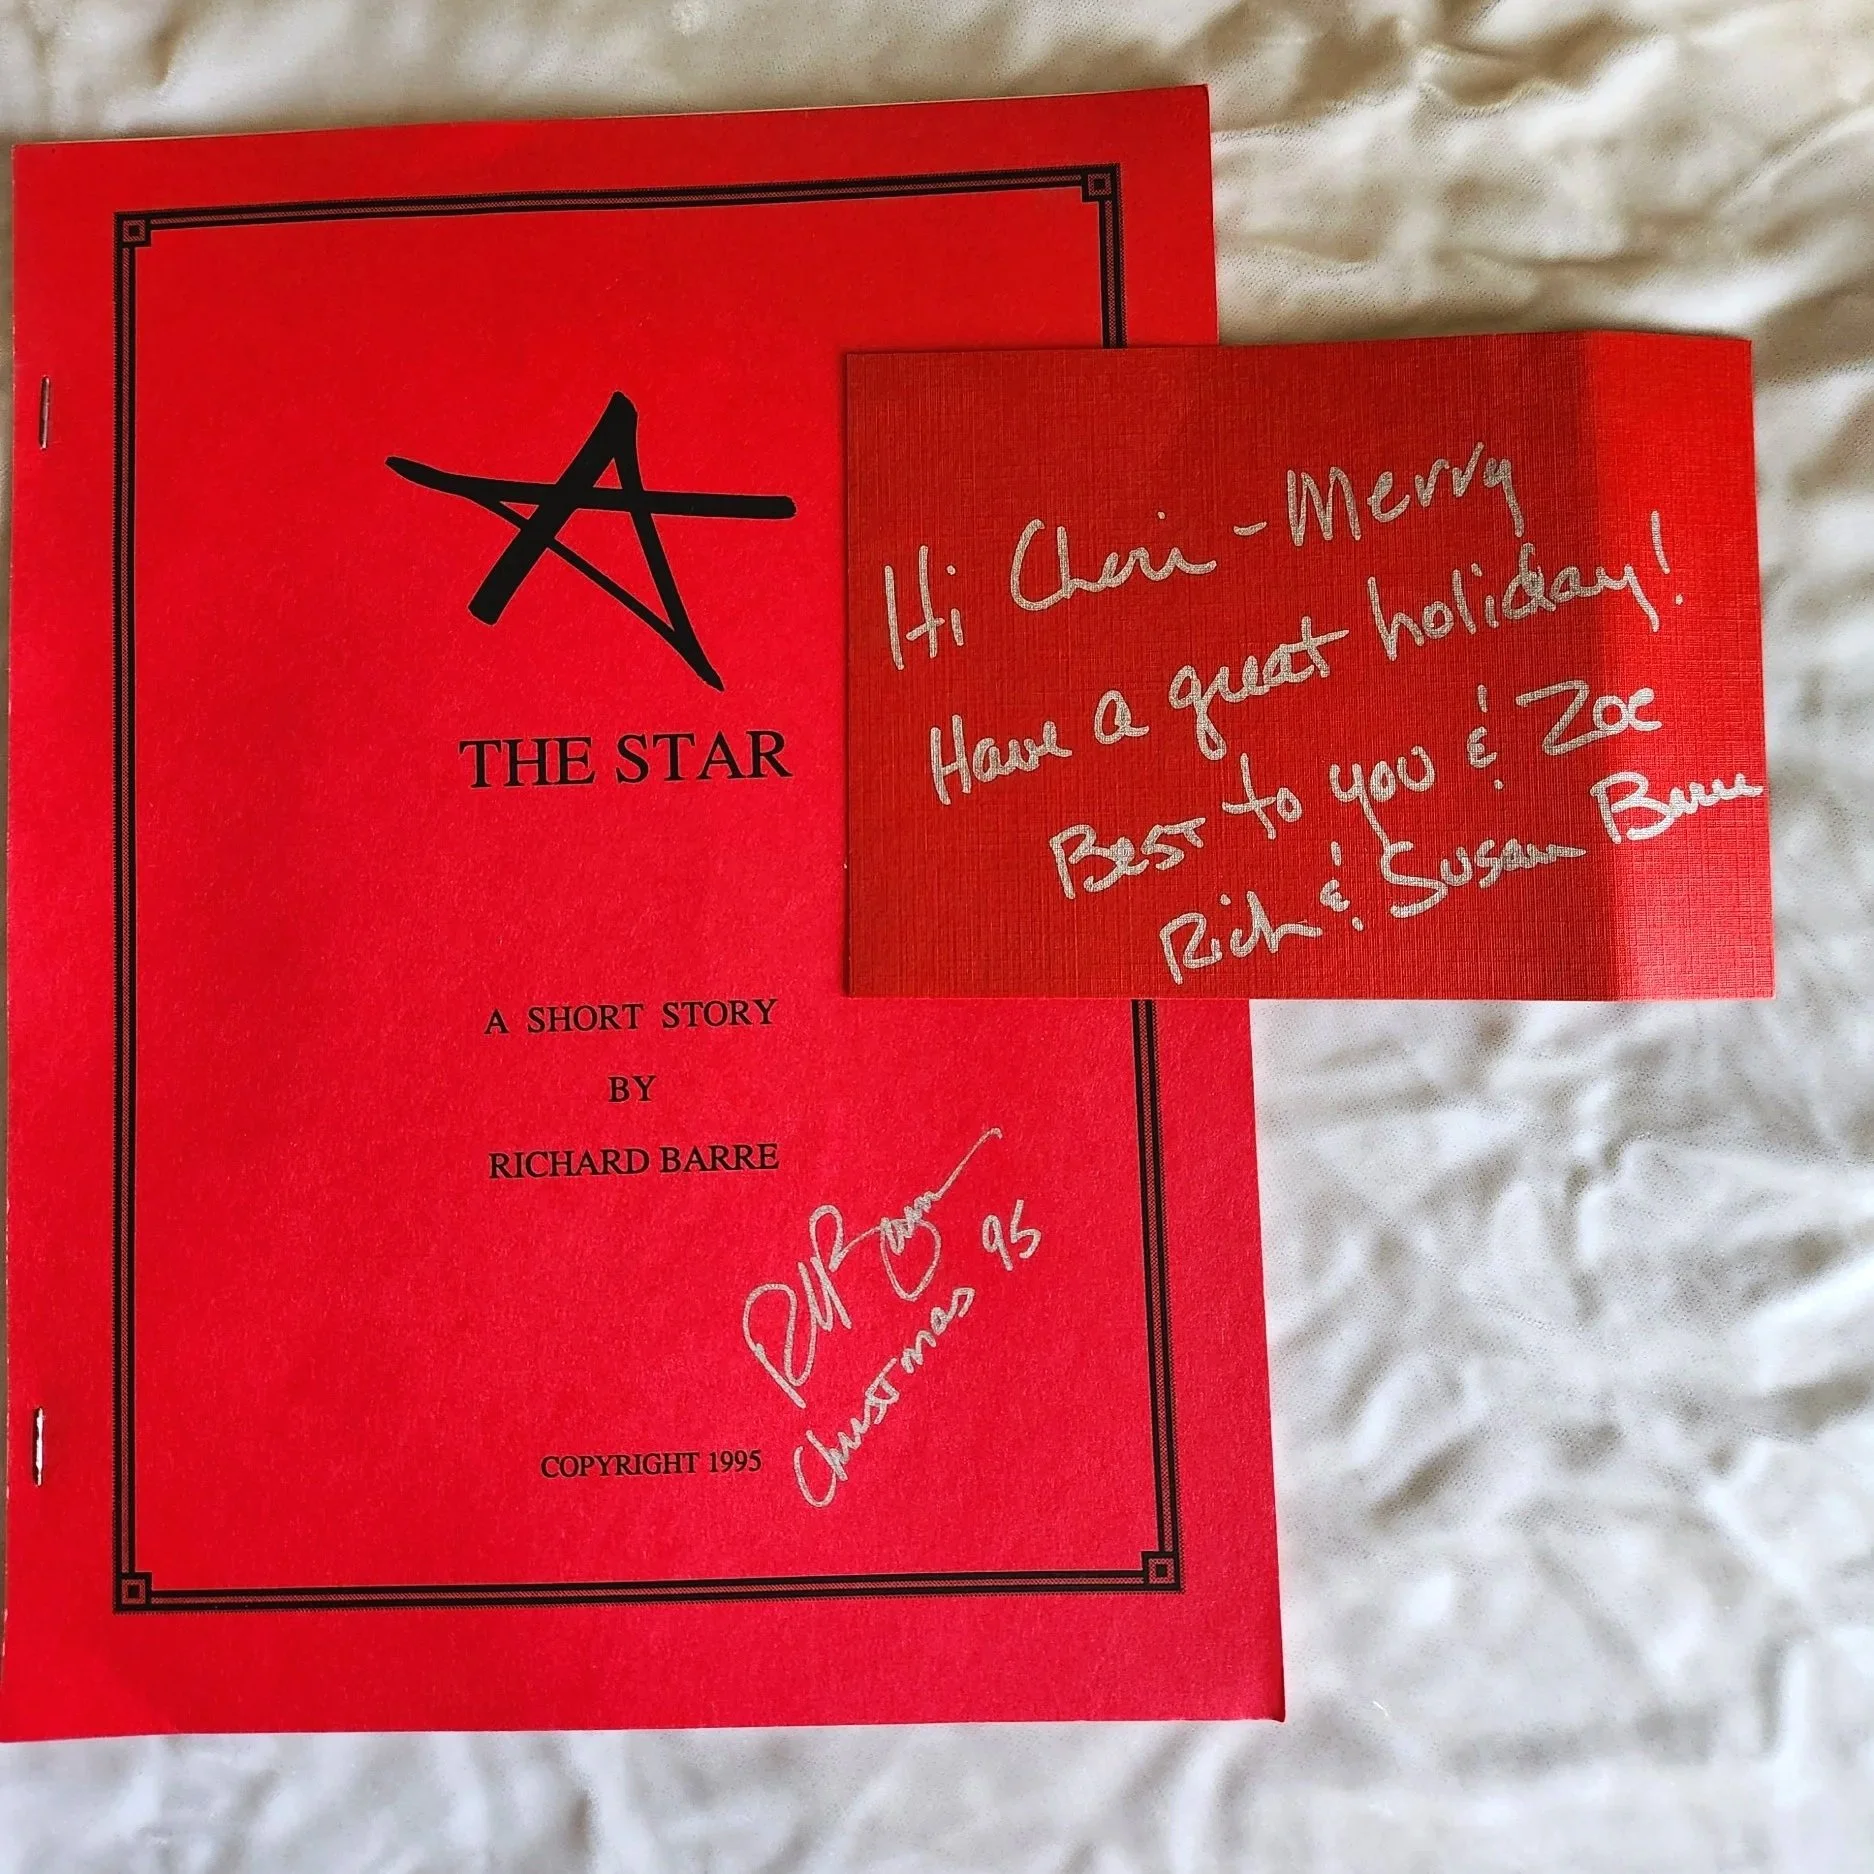 THE STAR
A SHORT STORY
BY
RICHARD BARRE
Christmas 95
COPYRIGHT 1995
Hi Cheri - Merry
Have a great holiday!
Best to you & Zoe
Rich & Susan Barre